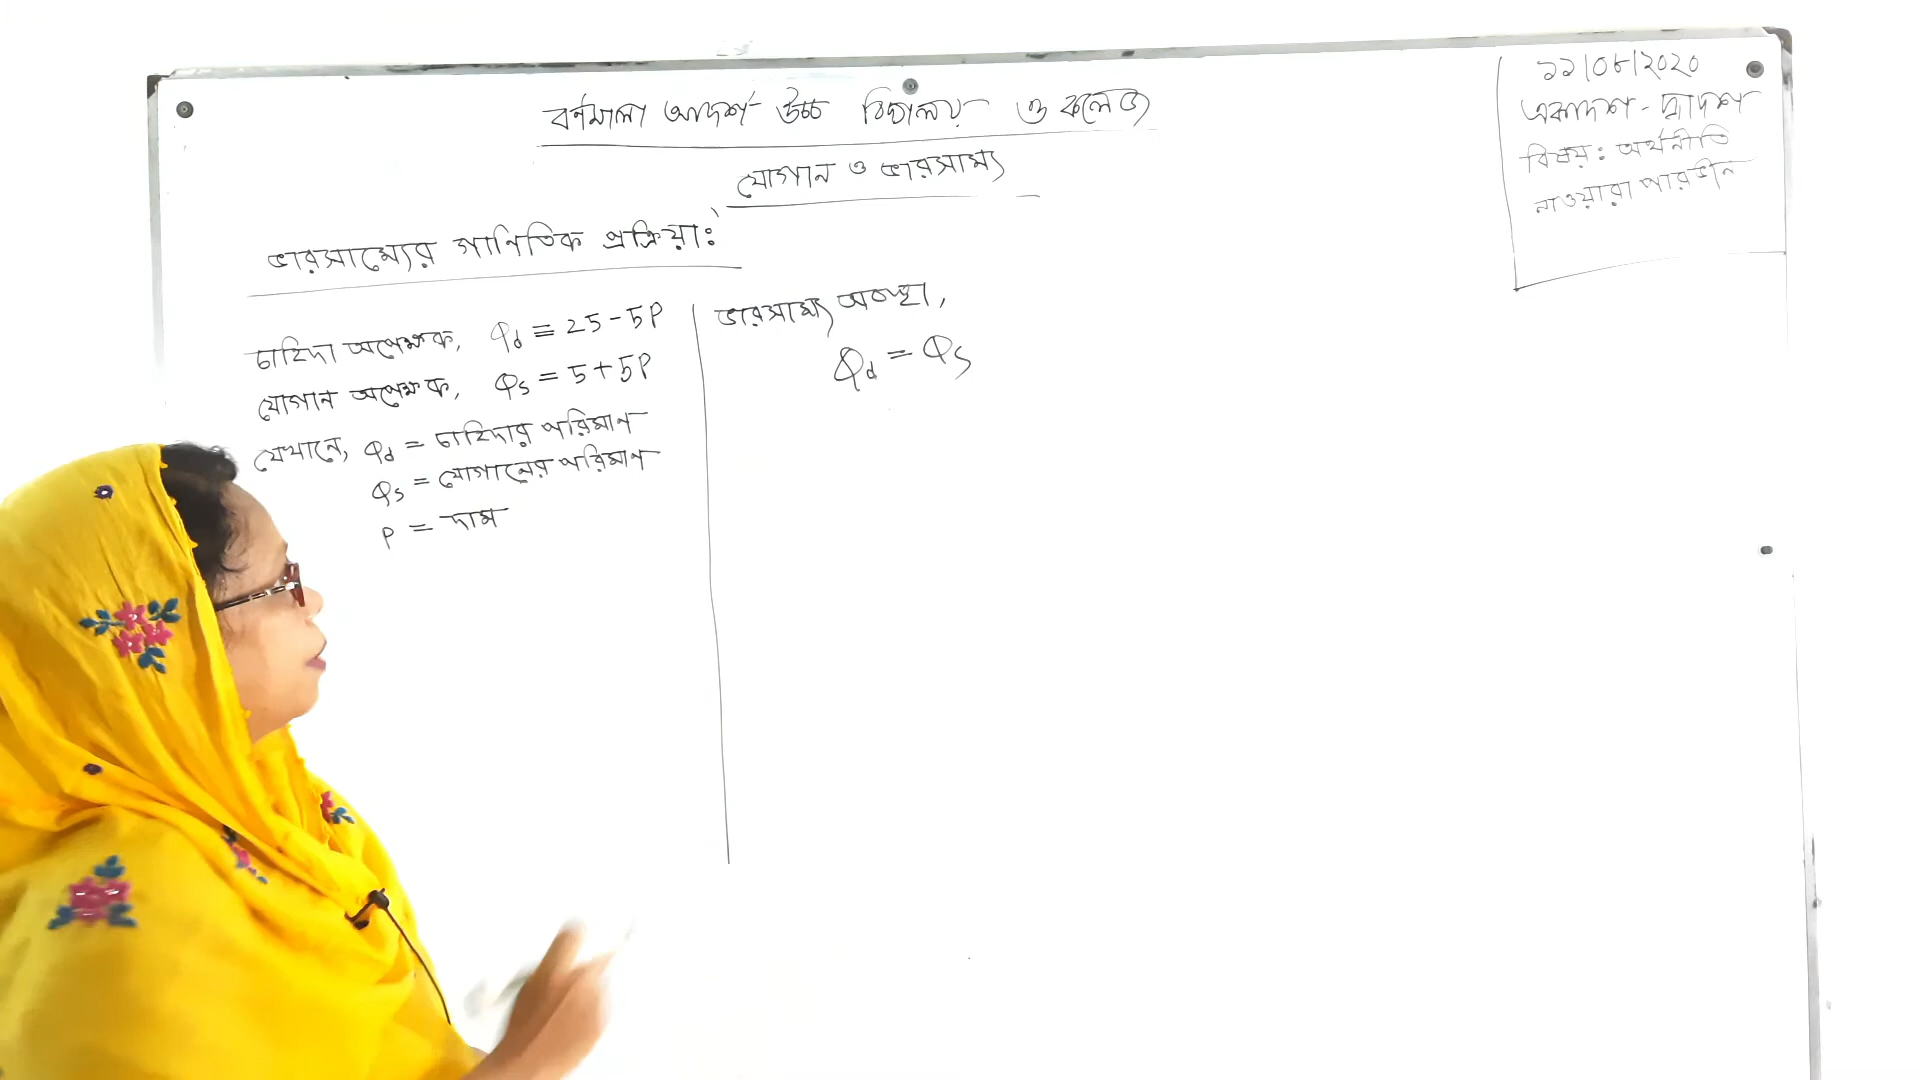 বর্ণমালা আদর্শ উচ্চ বিদ্যালয় ও কলেজ
যোগান ও ভারসাম্য
১১/০৮/২০২০
একাদশ - দ্বাদশ
বিষয়: অর্থনীতি
নাওয়ারা পারভীন
ভারসাম্যের গাণিতিক প্রক্রিয়া:
চাহিদা অপেক্ষক, Qd = 25 - 5P
যোগান অপেক্ষক, Qs = 5 + 5P
যেখানে, Qd = চাহিদার পরিমাণ
Qs = যোগানের পরিমাণ
P = দাম
ভারসাম্য অবস্থা,
Qd = Qs